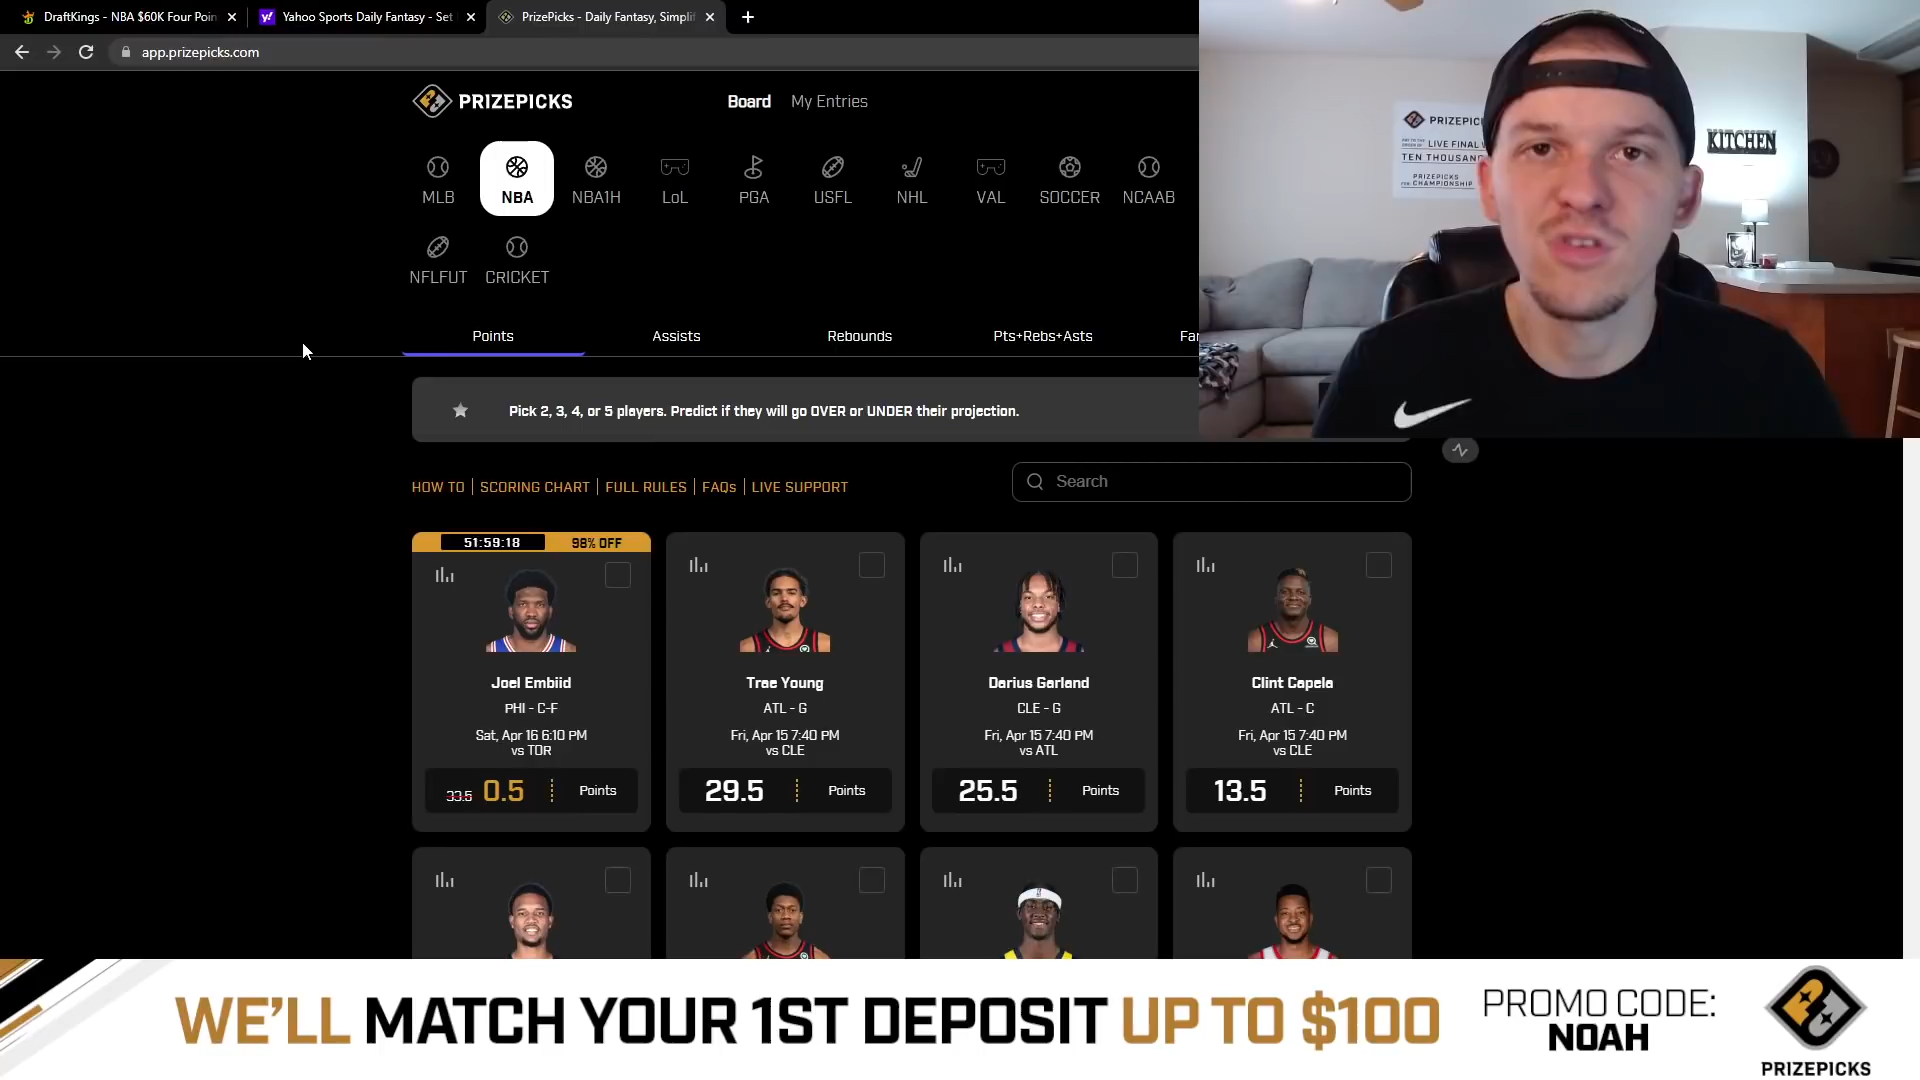 DraftKings - NBA $60K Four Poin
Yahoo Sports Daily Fantasy - Set
PrizePicks - Daily Fantasy, Simplif
app.prizepicks.com
PRIZEPICKS
Board
My Entries
MLB
NBA
NBA1H
LoL
PGA
USFL
NHL
VAL
SOCCER
NCAAB
NFLFUT
CRICKET
Points
Assists
Rebounds
Pts+Rebs+Asts
Fan
Pick 2, 3, 4, or 5 players. Predict if they will go OVER or UNDER their projection.
HOW TO | SCORING CHART | FULL RULES | FAQs | LIVE SUPPORT
Search
51:59:18
98% OFF
Joel Embiid
PHI - C-F
Sat, Apr 16 6:10 PM
vs TOR
33.5 0.5 Points
Trae Young
ATL - G
Fri, Apr 15 7:40 PM
vs CLE
29.5 Points
Darius Garland
CLE - G
Fri, Apr 15 7:40 PM
vs ATL
25.5 Points
Clint Capela
ATL - C
Fri, Apr 15 7:40 PM
vs CLE
13.5 Points
PRIZEPIC
LIVE FINAL
TEN THOUSAN
PRIZEPICKS
CHAMPIONSHIP
KITCHEN
WE'LL MATCH YOUR 1ST DEPOSIT UP TO $100
PROMO CODE:
NOAH
PRIZEPICKS